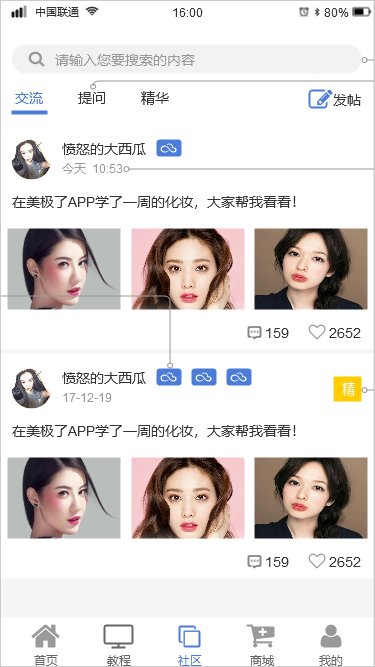 中国联通 16:00 80%
请输入您要搜索的内容
交流 提问 精华 发帖
愤怒的大西瓜
今天 10:53
在美极了APP学了一周的化妆，大家帮我看看！
159 2652
愤怒的大西瓜
精
17-12-19
在美极了APP学了一周的化妆，大家帮我看看！
159 2652
首页 教程 社区 商城 我的